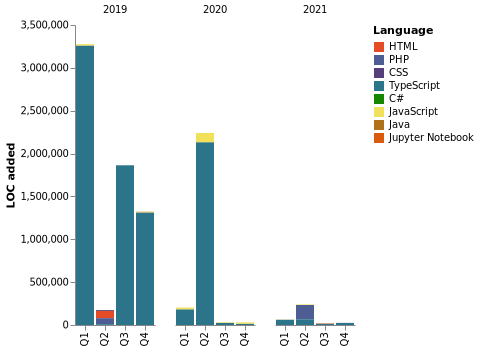 2019 2020 2021
LOC added
3,500,000
3,000,000
2,500,000
2,000,000
1,500,000
1,000,000
500,000
0
Q1 Q2 Q3 Q4 Q1 Q2 Q3 Q4 Q1 Q2 Q3 Q4
Language
HTML
PHP
CSS
TypeScript
C#
JavaScript
Java
Jupyter Notebook